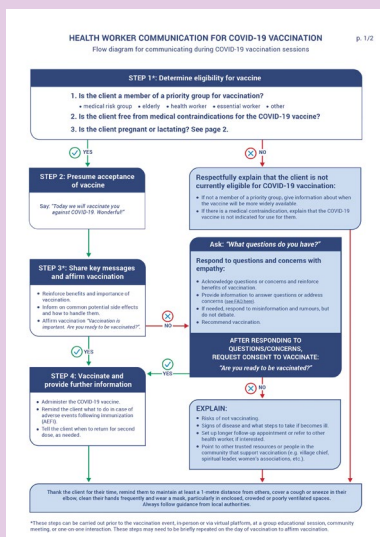 HEALTH WORKER COMMUNICATION FOR COVID-19 VACCINATION
p. 1/2
Flow diagram for communicating during COVID-19 vaccination sessions
STEP 1*: Determine eligibility for vaccine
1. Is the client a member of a priority group for vaccination?
• medical risk group • elderly • health worker • essential worker • other
2. Is the client free from medical contraindications for the COVID-19 vaccine?
3. Is the client pregnant or lactating? See page 2.
YES
NO
STEP 2: Presume acceptance
of vaccine
Say: "Today we will vaccinate you
against COVID-19. Wonderful!"
Respectfully explain that the client is not
currently eligible for COVID-19 vaccination:
• If not a member of a priority group, give information about when
the vaccine will be more widely available.
• If there is a medical contraindication, explain that the COVID-19
vaccine is not indicated for use for them.
STEP 3*: Share key messages
and affirm vaccination
• Reinforce benefits and importance of
vaccination.
• Inform on common potential side effects
and how to handle them.
• Affirm vaccination "Vaccination is
important. Are you ready to be vaccinated?".
NO
Ask: "What questions do you have?"
Respond to questions and concerns with
empathy:
• Acknowledge questions or concerns and reinforce
benefits of vaccination.
• Provide information to answer questions or address
concerns
• If needed, respond to misinformation and rumours, but
do not debate.
• Recommend vaccination.
AFTER RESPONDING TO
QUESTIONS/CONCERNS,
REQUEST CONSENT TO VACCINATE:
"Are you ready to be vaccinated?"
YES
YES
NO
STEP 4: Vaccinate and
provide further information
• Administer the COVID-19 vaccine.
• Remind the client what to do in case of
adverse events following immunization
(AEFI).
• Tell the client when to return for second
dose, as needed.
EXPLAIN:
• Risks of not vaccinating.
• Signs of disease and what steps to take if becomes ill.
• Set up longer follow up appointment or refer to other
health worker, if interested.
• Point to other trusted resources or people in the
community that support vaccination (e.g. village chief,
spiritual leader, women's associations, etc.).
Thank the client for their time, remind them to maintain at least a 1-metre distance from others, cover a cough or sneeze in their
elbow, clean their hands frequently and wear a mask, particularly in enclosed, crowded or poorly ventilated spaces.
Always follow guidance from local authorities.
*These steps can be carried out prior to the vaccination event, in-person or via virtual platform, at a group educational session, community
meeting, or one-on-one interaction. These steps may need to be briefly repeated on the day of vaccination to affirm vaccination.